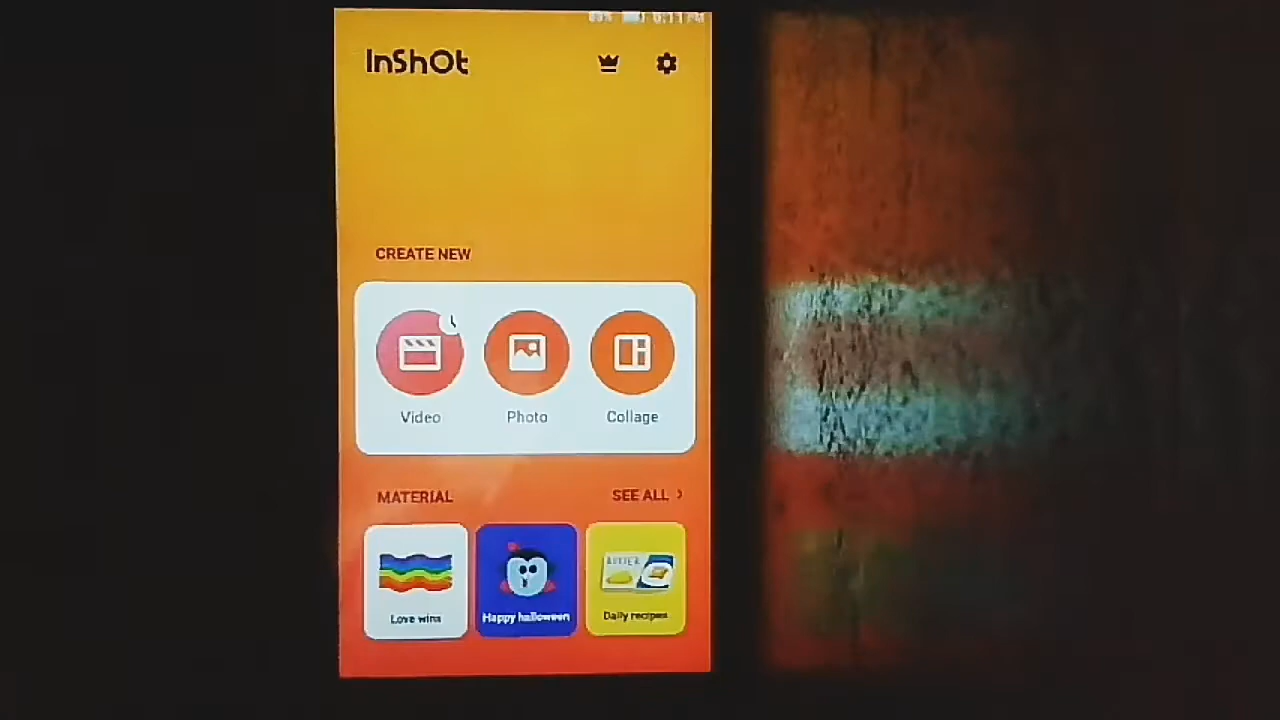 InShOt
CREATE NEW
Video
Photo
Collage
MATERIAL
SEE ALL >
Love wins
Happy halloween
Daily recipes